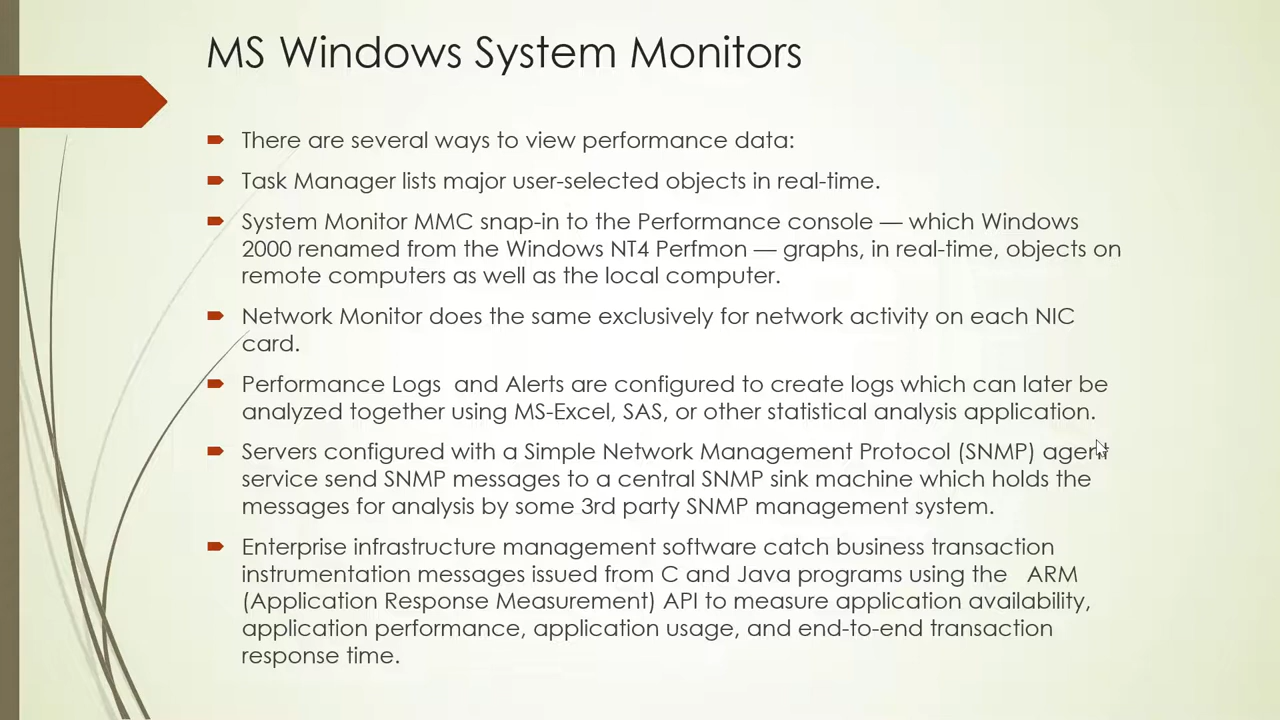 MS Windows System Monitors
There are several ways to view performance data:
Task Manager lists major user-selected objects in real-time.
System Monitor MMC snap-in to the Performance console — which Windows
2000 renamed from the Windows NT4 Perfmon — graphs, in real-time, objects on
remote computers as well as the local computer.
Network Monitor does the same exclusively for network activity on each NIC
card.
Performance Logs  and Alerts are configured to create logs which can later be
analyzed together using MS-Excel, SAS, or other statistical analysis application.
Servers configured with a Simple Network Management Protocol (SNMP) agent
service send SNMP messages to a central SNMP sink machine which holds the
messages for analysis by some 3rd party SNMP management system.
Enterprise infrastructure management software catch business transaction
instrumentation messages issued from C and Java programs using the   ARM
(Application Response Measurement) API to measure application availability,
application performance, application usage, and end-to-end transaction
response time.